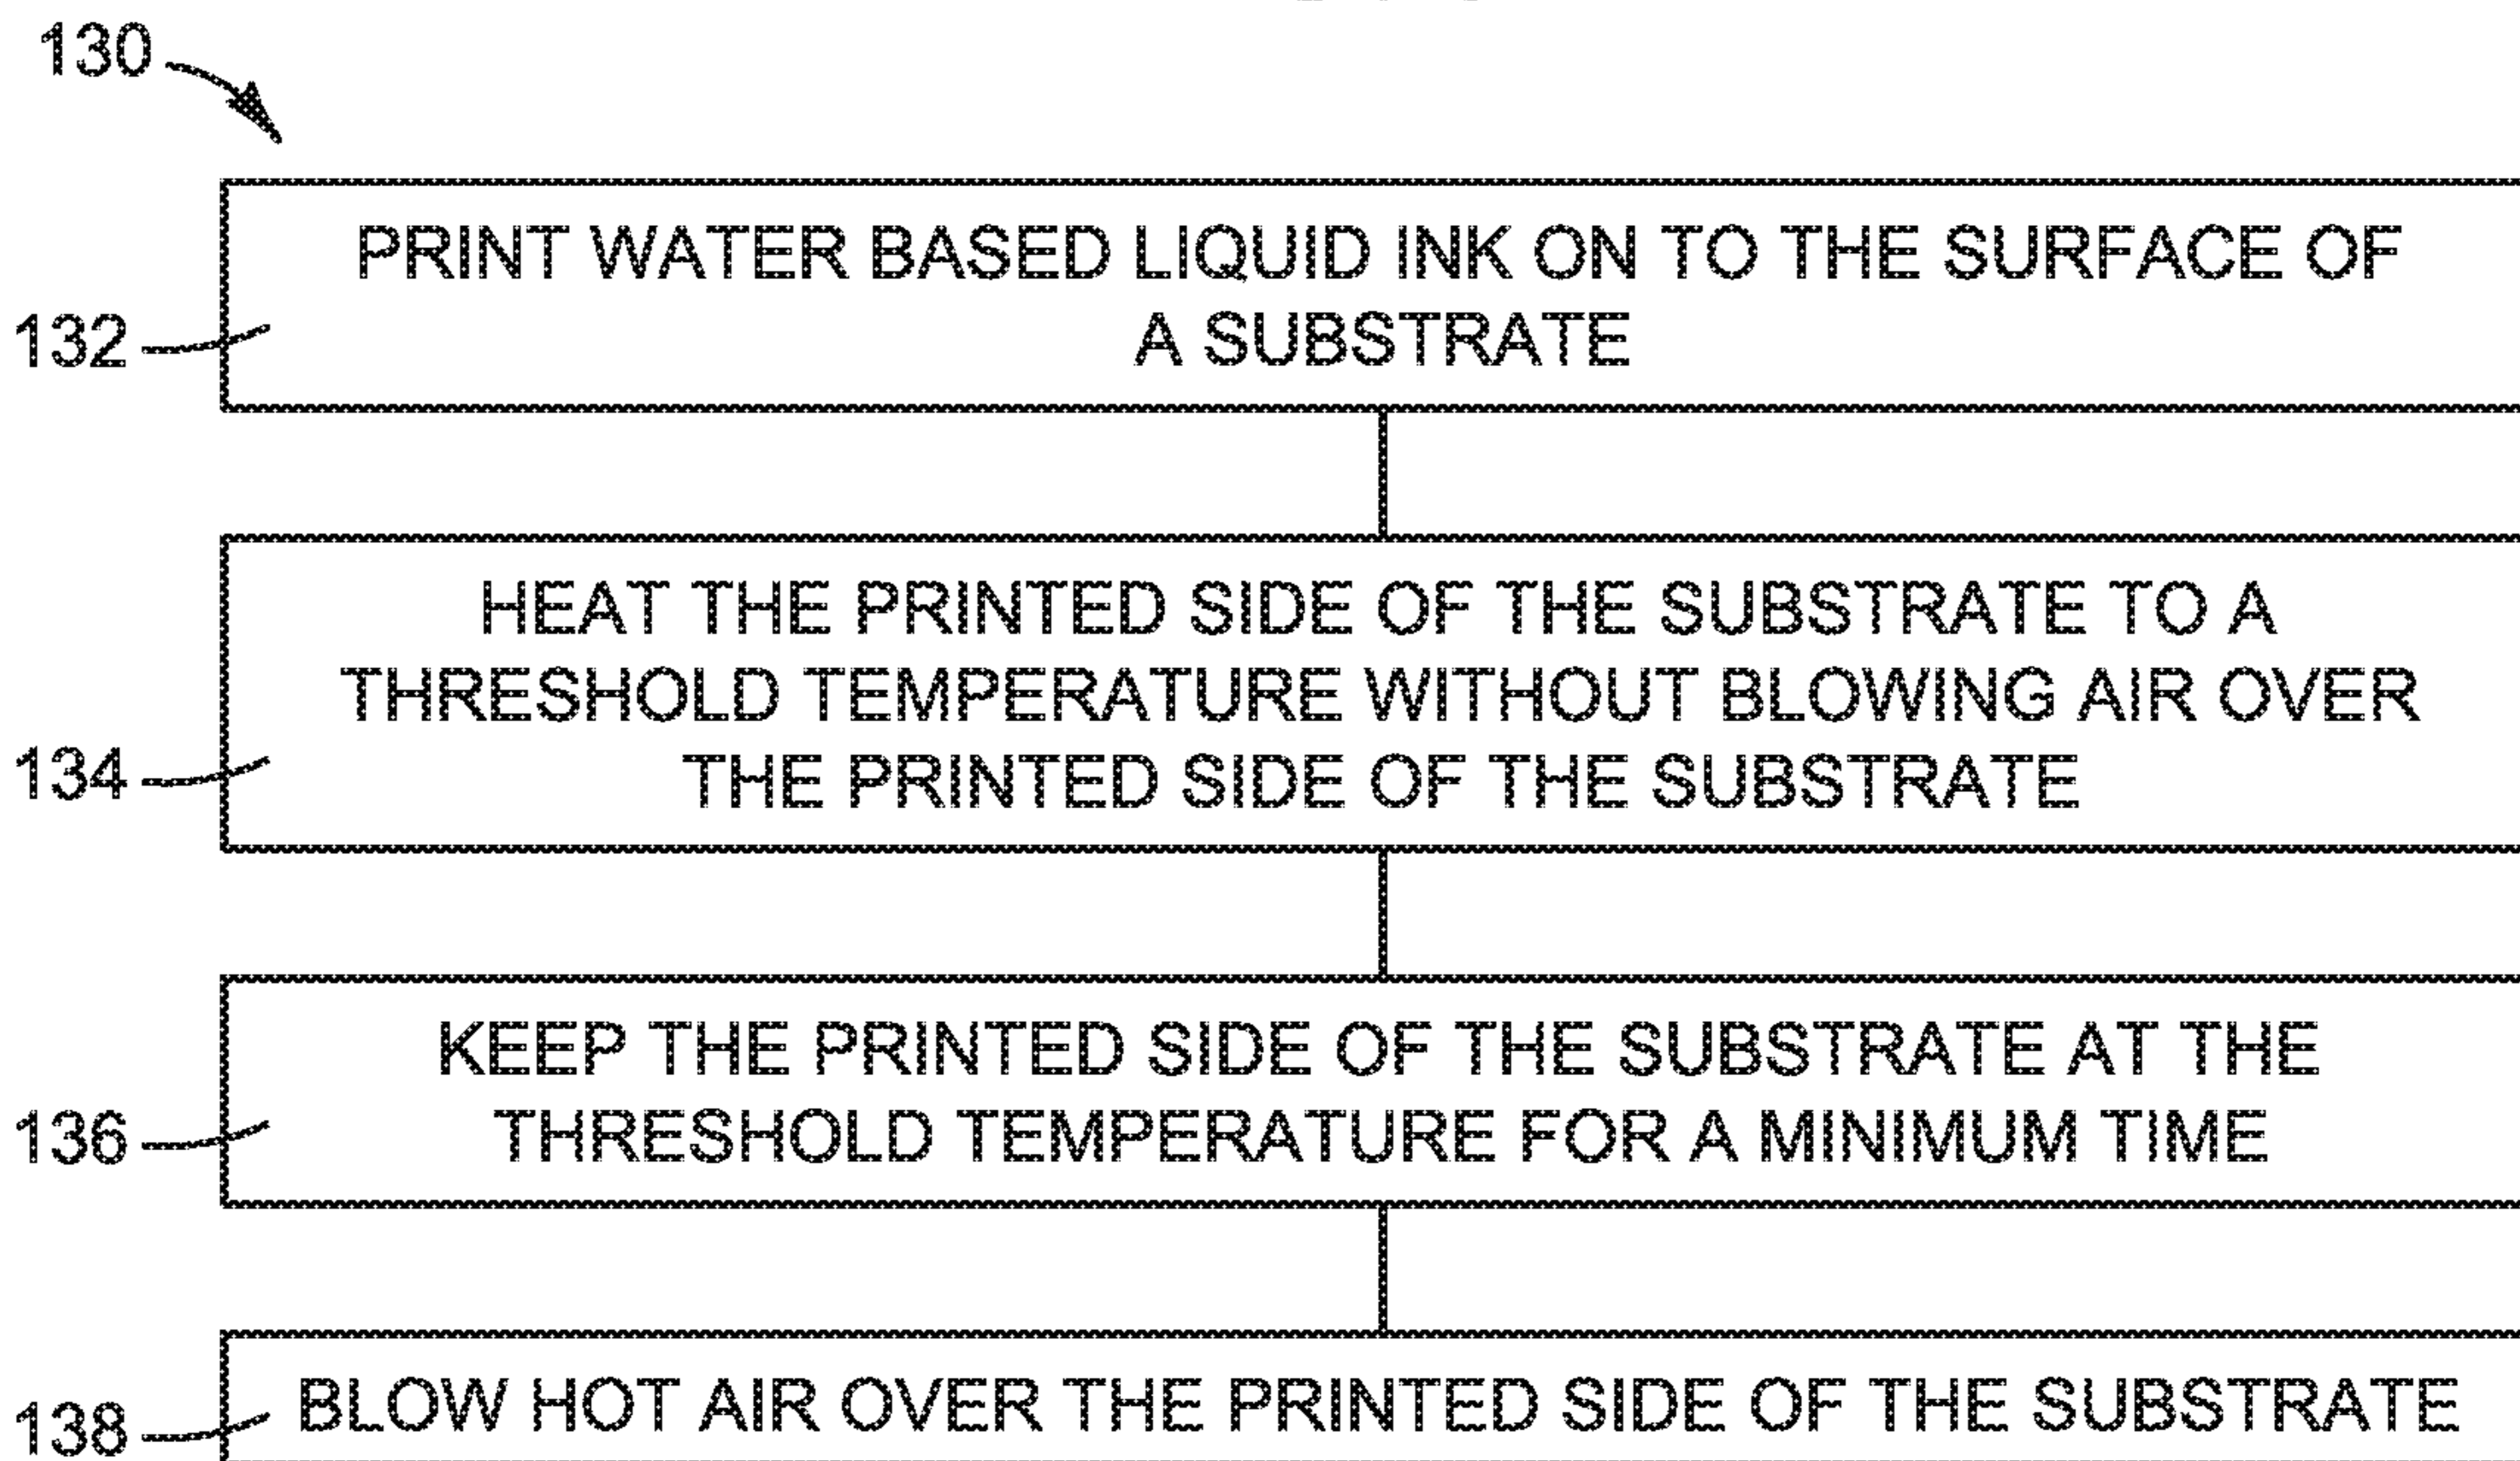 130
PRINT WATER BASED LIQUID INK ON TO THE SURFACE OF
A SUBSTRATE
132
HEAT THE PRINTED SIDE OF THE SUBSTRATE TO A
THRESHOLD TEMPERATURE WITHOUT BLOWING AIR OVER
THE PRINTED SIDE OF THE SUBSTRATE
134
KEEP THE PRINTED SIDE OF THE SUBSTRATE AT THE
THRESHOLD TEMPERATURE FOR A MINIMUM TIME
136
BLOW HOT AIR OVER THE PRINTED SIDE OF THE SUBSTRATE
138